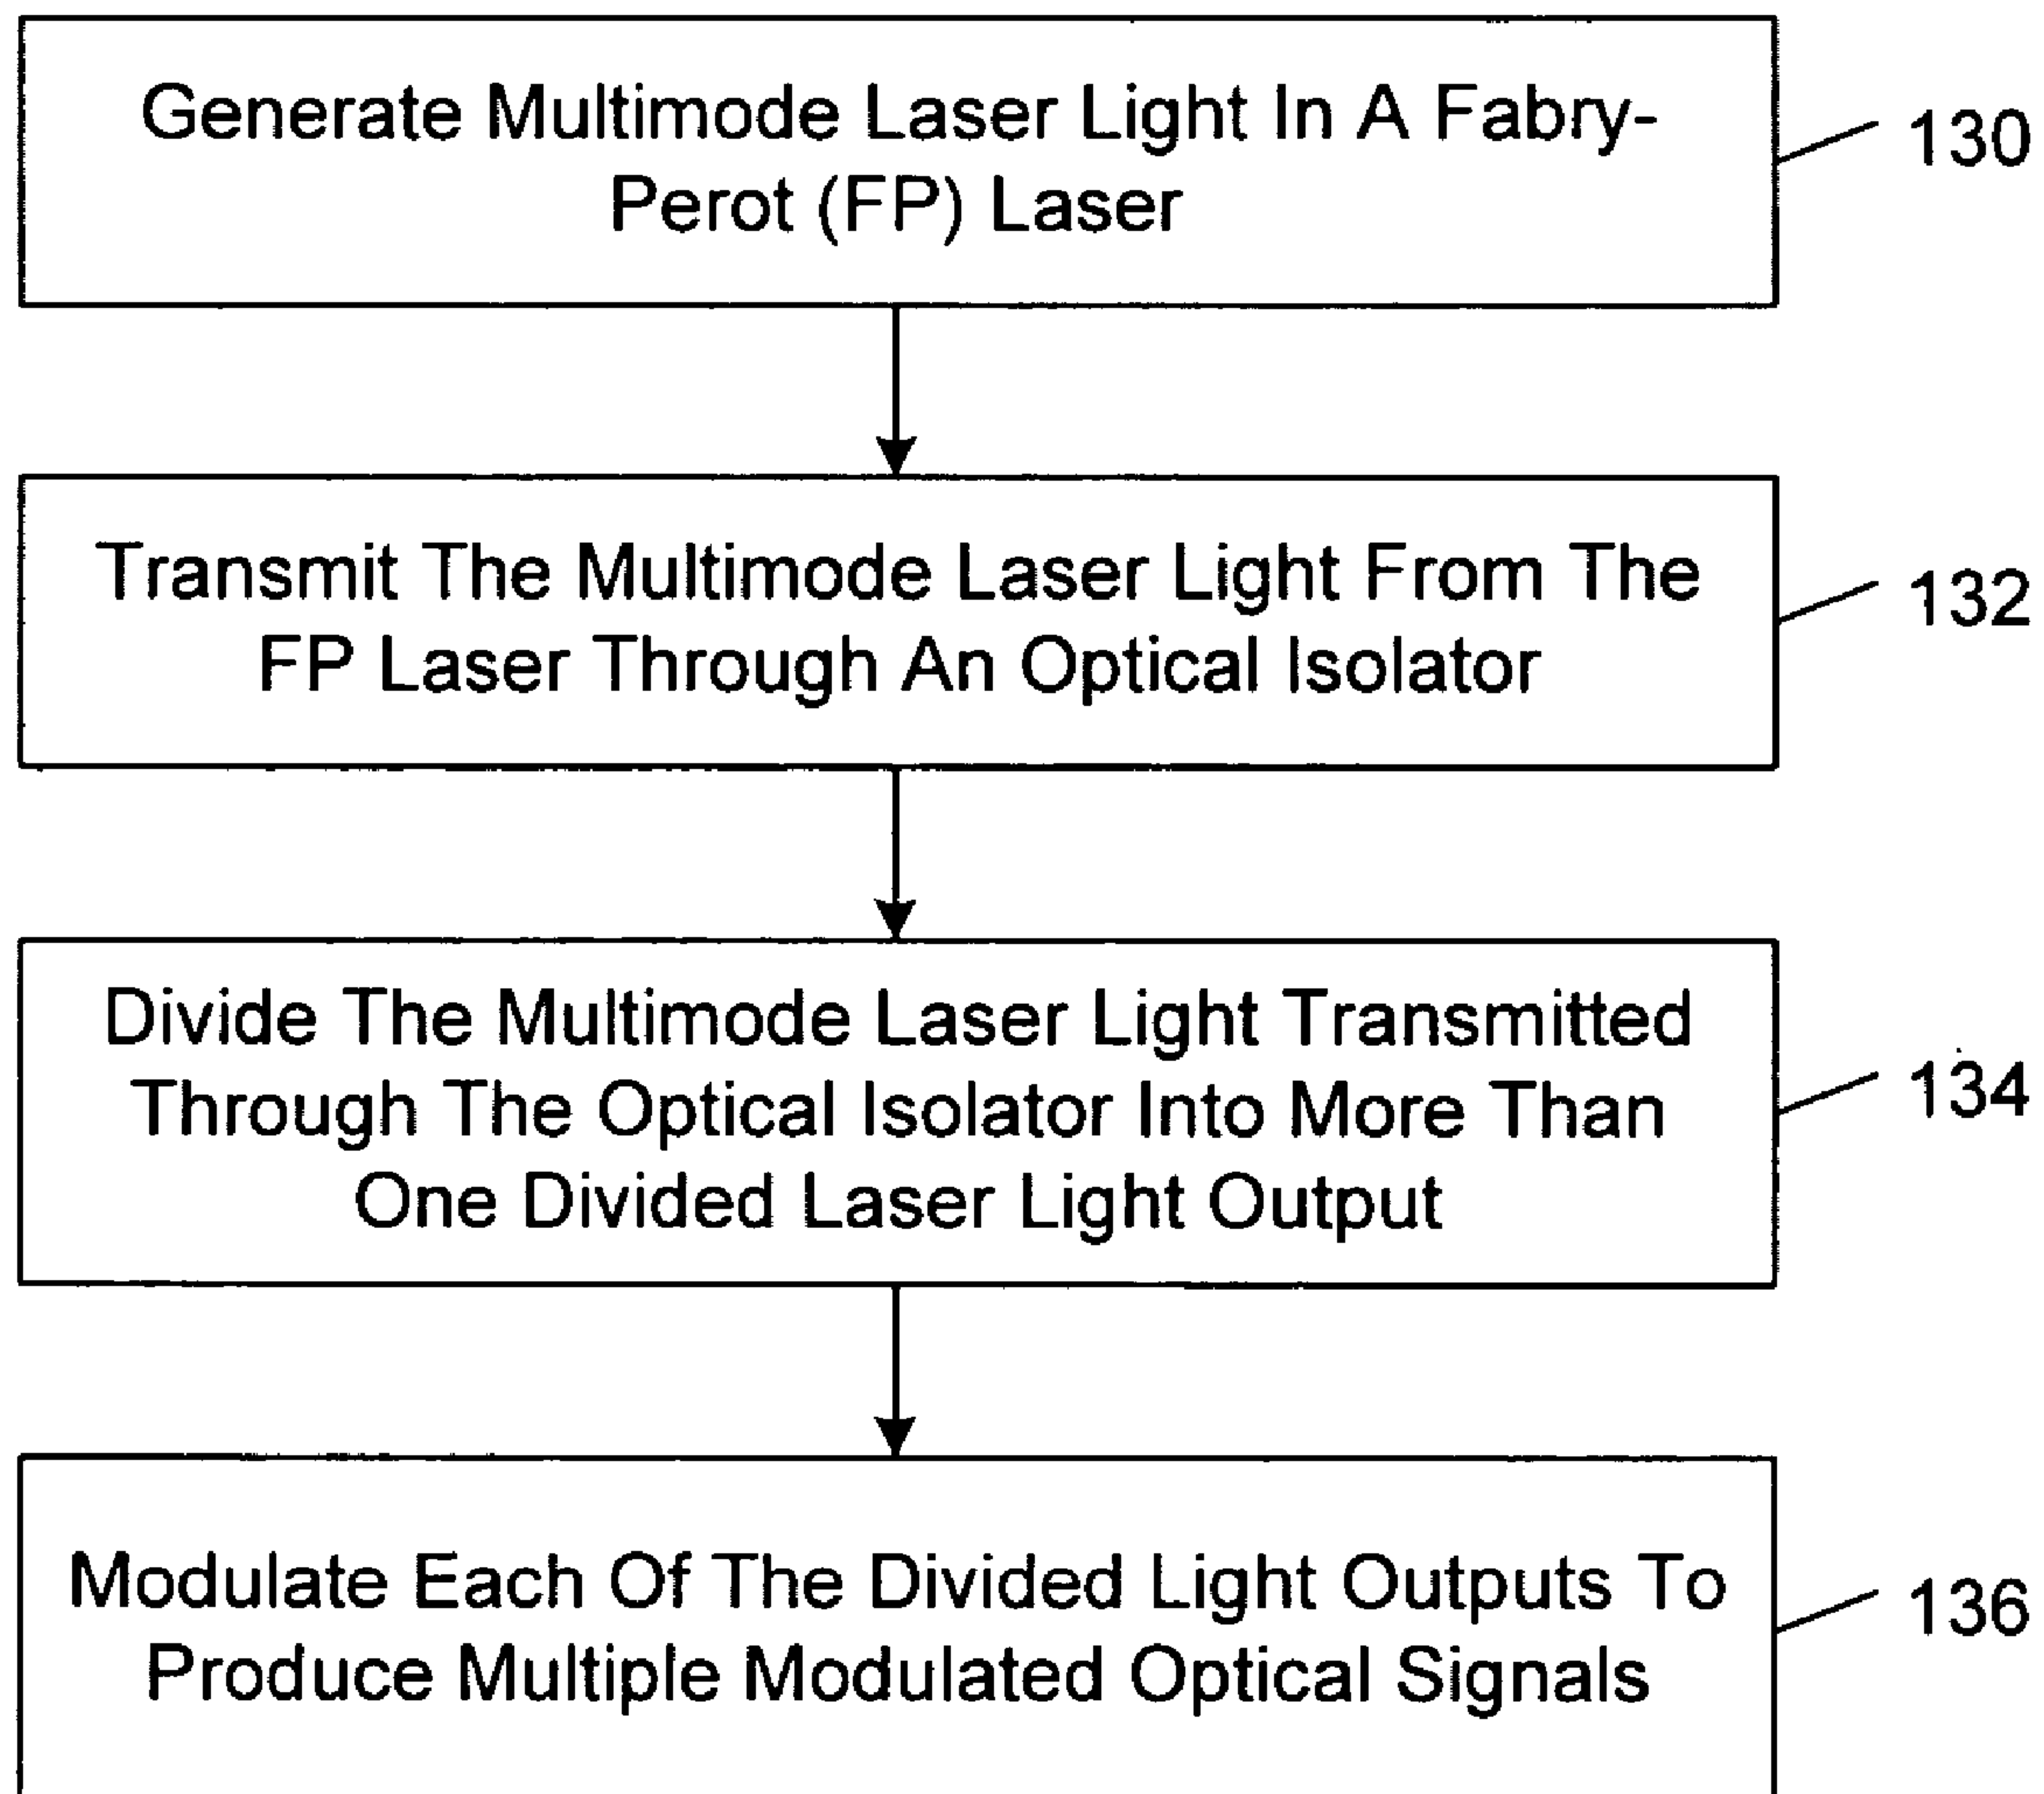 Generate Multimode Laser Light In A Fabry-
Perot (FP) Laser
130
Transmit The Multimode Laser Light From The
FP Laser Through An Optical Isolator
132
Divide The Multimode Laser Light Transmitted
Through The Optical Isolator Into More Than
One Divided Laser Light Output
134
Modulate Each Of The Divided Light Outputs To
Produce Multiple Modulated Optical Signals
136